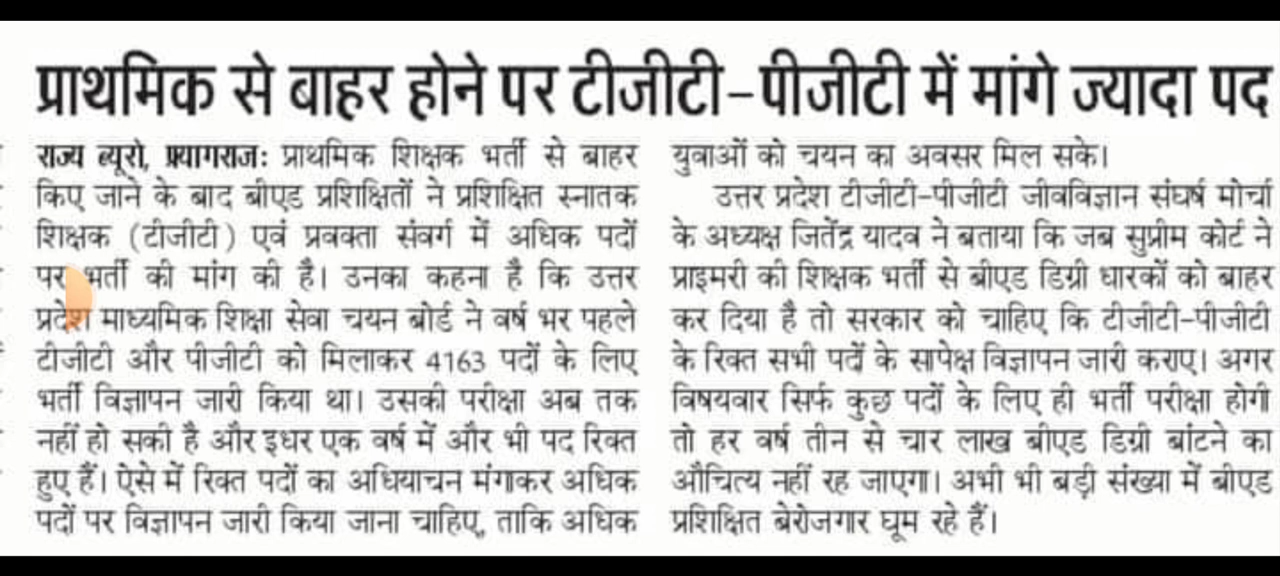 प्राथमिक से बाहर होने पर टीजीटी-पीजीटी में मांगे ज्यादा पद
राज्य ब्यूरो, प्रयागराज: प्राथमिक शिक्षक भर्ती से बाहर
किए जाने के बाद बीएड प्रशिक्षितों ने प्रशिक्षित स्नातक
शिक्षक (टीजीटी) एवं प्रवक्ता संवर्ग में अधिक पदों
पर भर्ती की मांग की है। उनका कहना है कि उत्तर
प्रदेश माध्यमिक शिक्षा सेवा चयन बोर्ड ने वर्ष भर पहले
टीजीटी और पीजीटी को मिलाकर 4163 पदों के लिए
भर्ती विज्ञापन जारी किया था। उसकी परीक्षा अब तक
नहीं हो सकी है और इधर एक वर्ष में और भी पद रिक्त
हुए हैं। ऐसे में रिक्त पदों का अधियाचन मंगाकर अधिक
पदों पर विज्ञापन जारी किया जाना चाहिए, ताकि अधिक
युवाओं को चयन का अवसर मिल सके।
उत्तर प्रदेश टीजीटी-पीजीटी जीवविज्ञान संघर्ष मोर्चा
के अध्यक्ष जितेंद्र यादव ने बताया कि जब सुप्रीम कोर्ट ने
प्राइमरी की शिक्षक भर्ती से बीएड डिग्री धारकों को बाहर
कर दिया है तो सरकार को चाहिए कि टीजीटी-पीजीटी
के रिक्त सभी पदों के सापेक्ष विज्ञापन जारी कराए। अगर
विषयवार सिर्फ कुछ पदों के लिए ही भर्ती परीक्षा होगी
तो हर वर्ष तीन से चार लाख बीएड डिग्री बांटने का
औचित्य नहीं रह जाएगा। अभी भी बड़ी संख्या में बीएड
प्रशिक्षित बेरोजगार घूम रहे हैं।